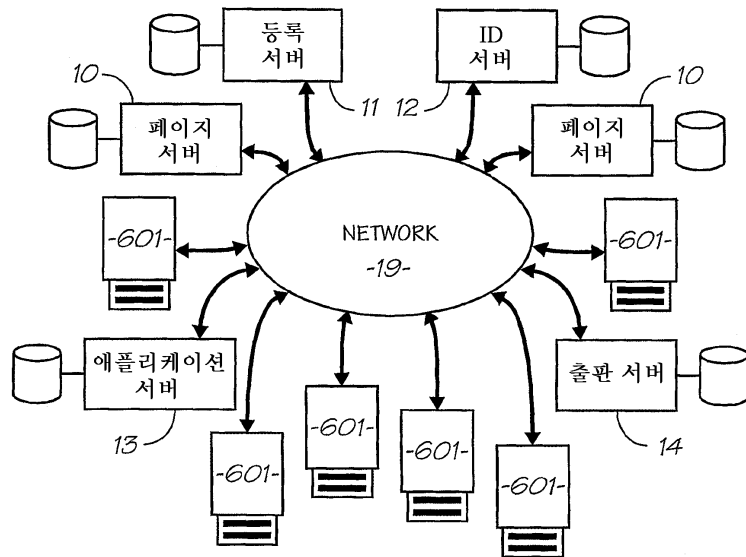 등록
서버
ID
서버
10
11
12
10
페이지
서버
페이지
서버
-601-
NETWORK
-19-
-601-
애플리케이션
서버
출판 서버
13
-601-
-601-
-601-
-601-
14